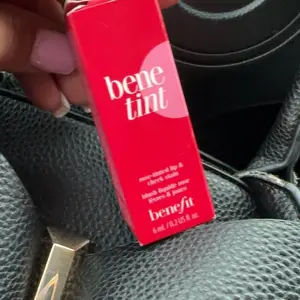 bene
tint
rose-tinted lip &
cheek stain
blush liquide rose
lèvres & joues
benefit
6 mL / 0.2 US fl. oz.